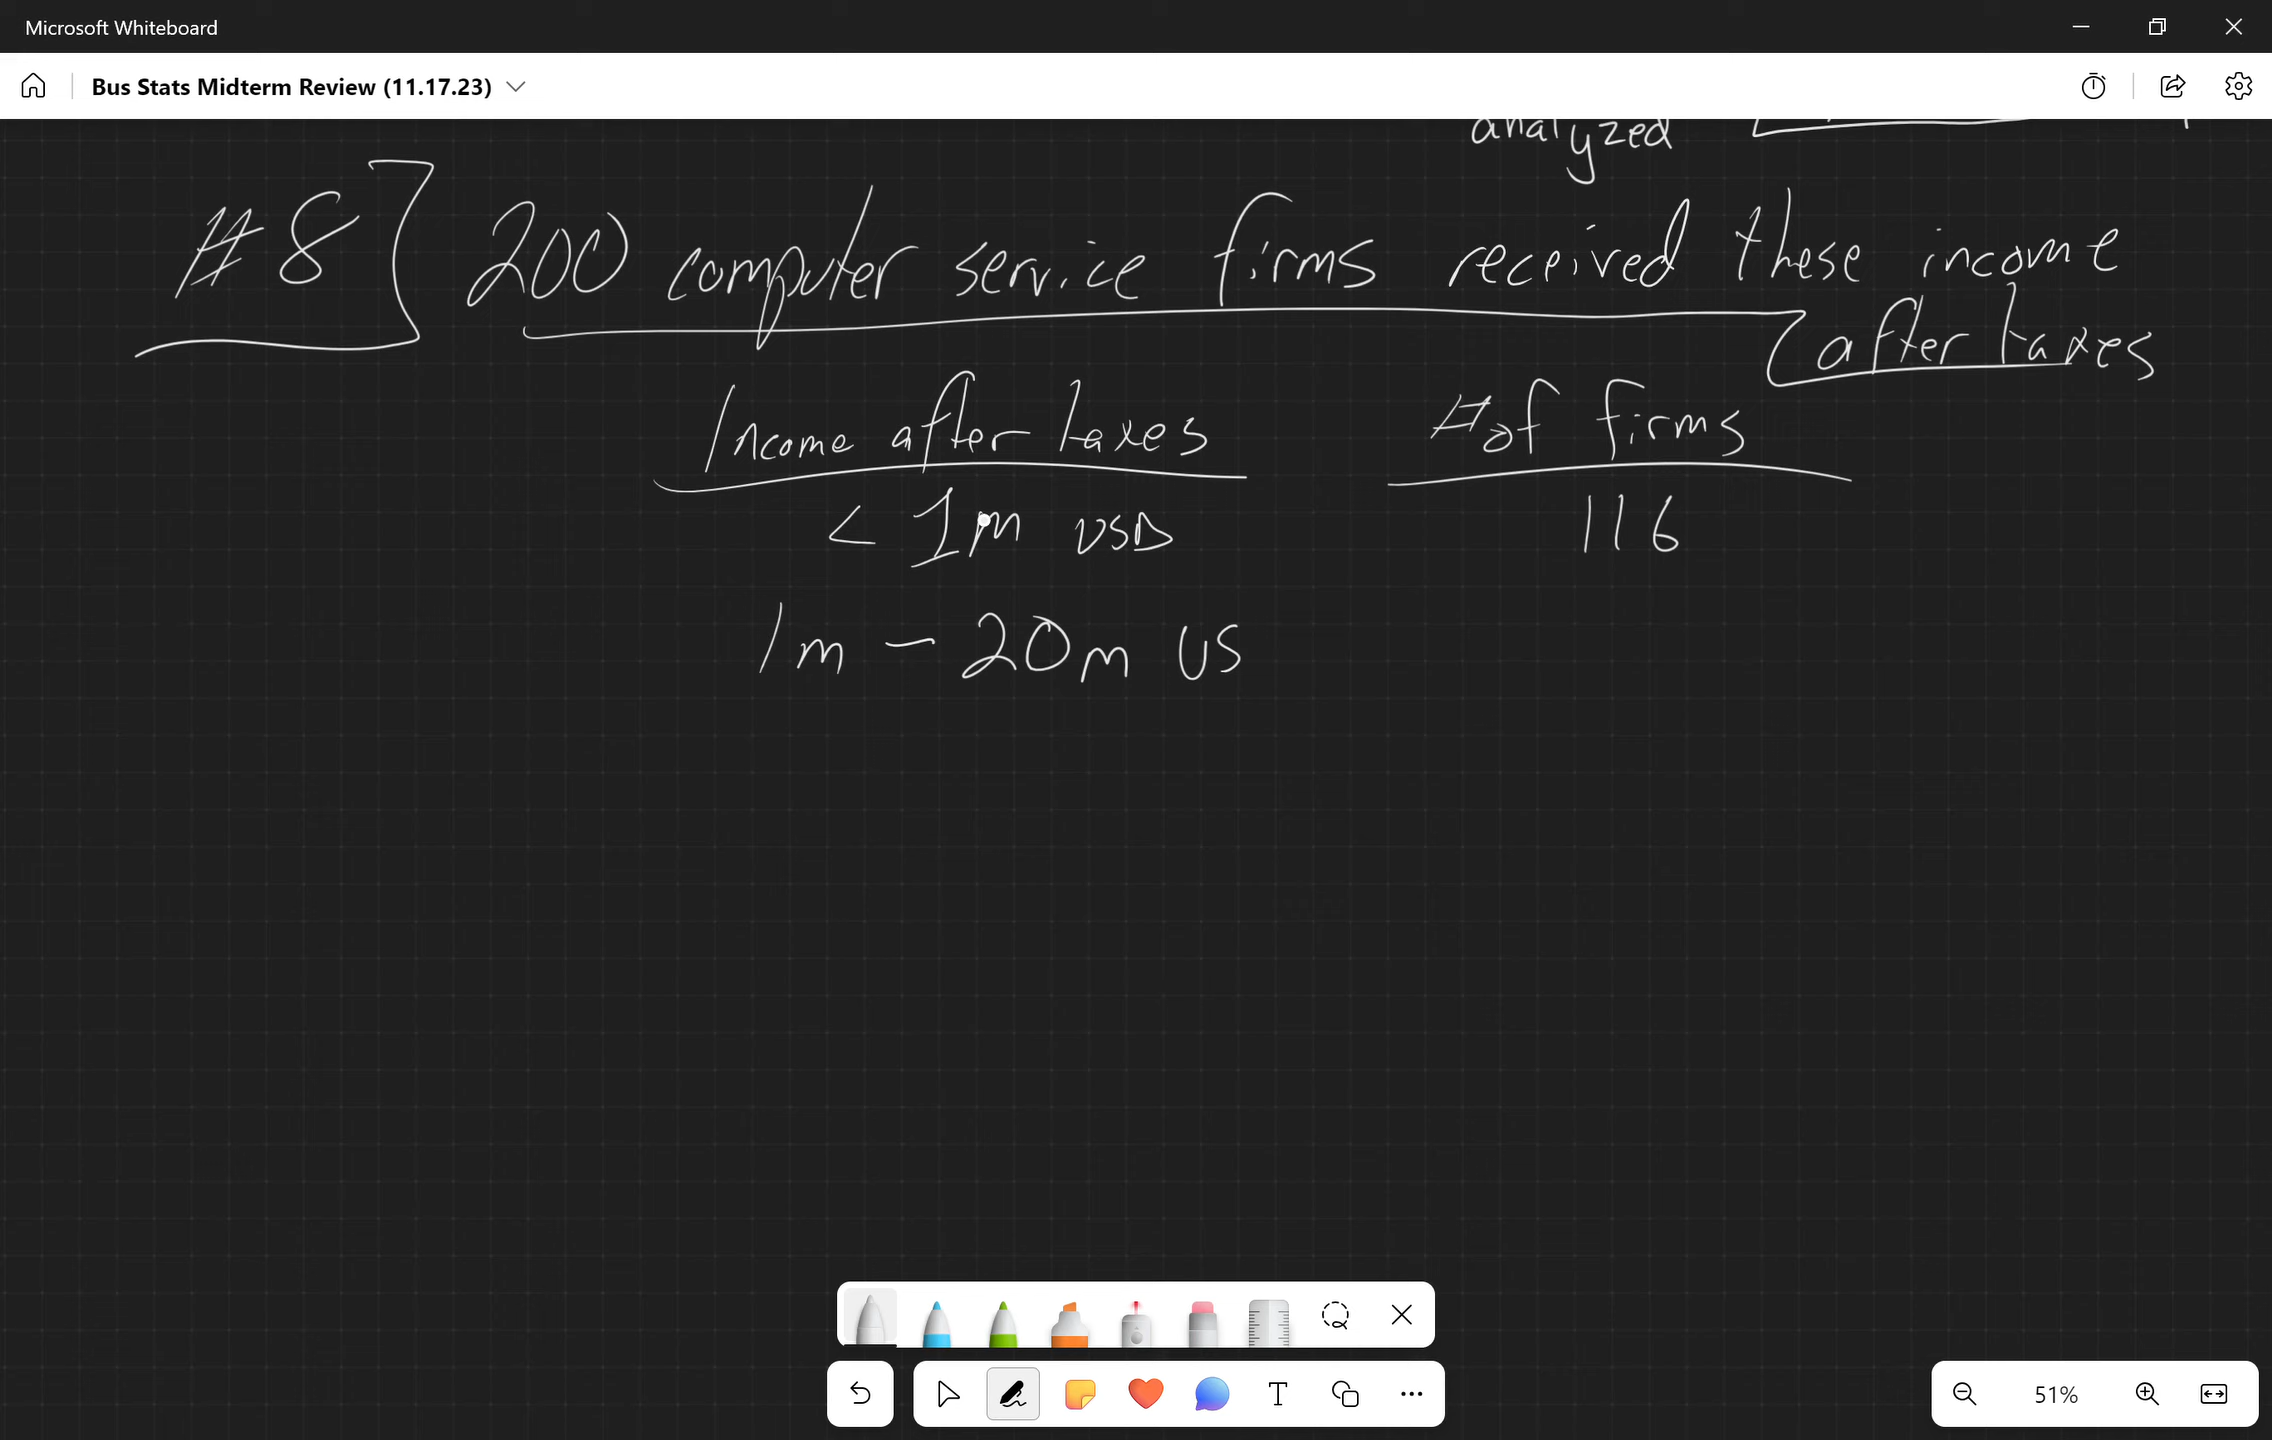 Microsoft Whiteboard
Bus Stats Midterm Review (11.17.23)
analyzed
#8] 200 computer service firms received these income
after taxes
Income after taxes # of firms
< 1m USD 116
1m - 20m US
T
51%